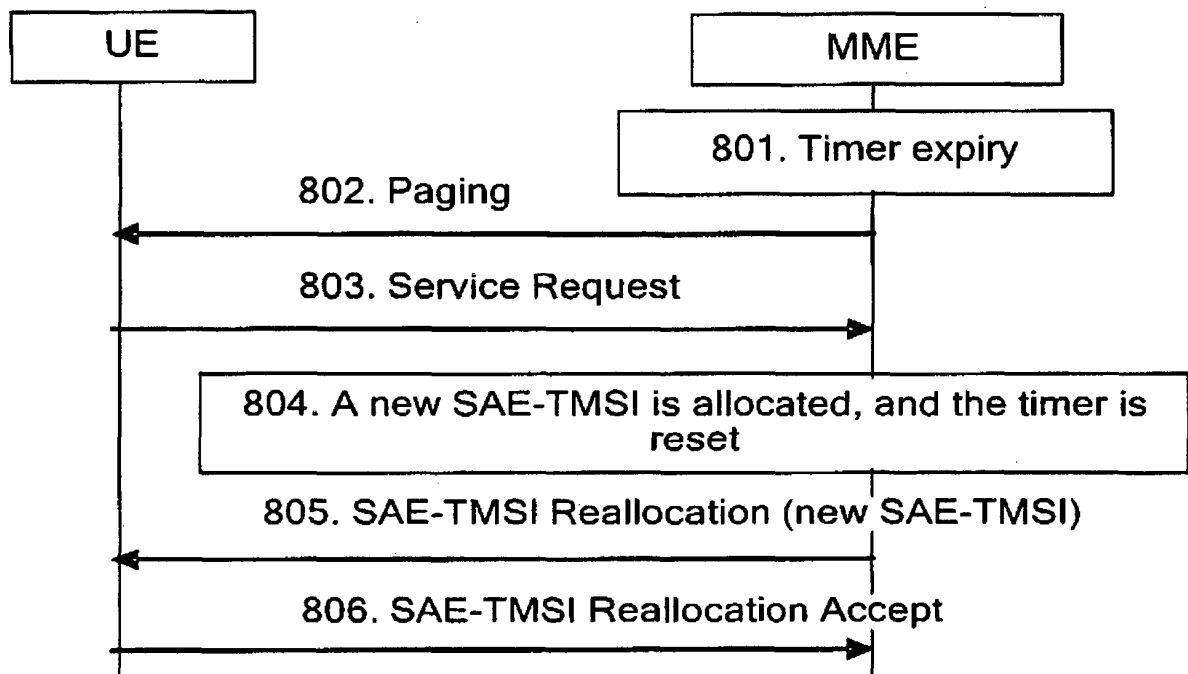 UE
MME
801. Timer expiry
802. Paging
803. Service Request
804. A new SAE-TMSI is allocated, and the timer is
reset
805. SAE-TMSI Reallocation (new SAE-TMSI)
806. SAE-TMSI Reallocation Accept